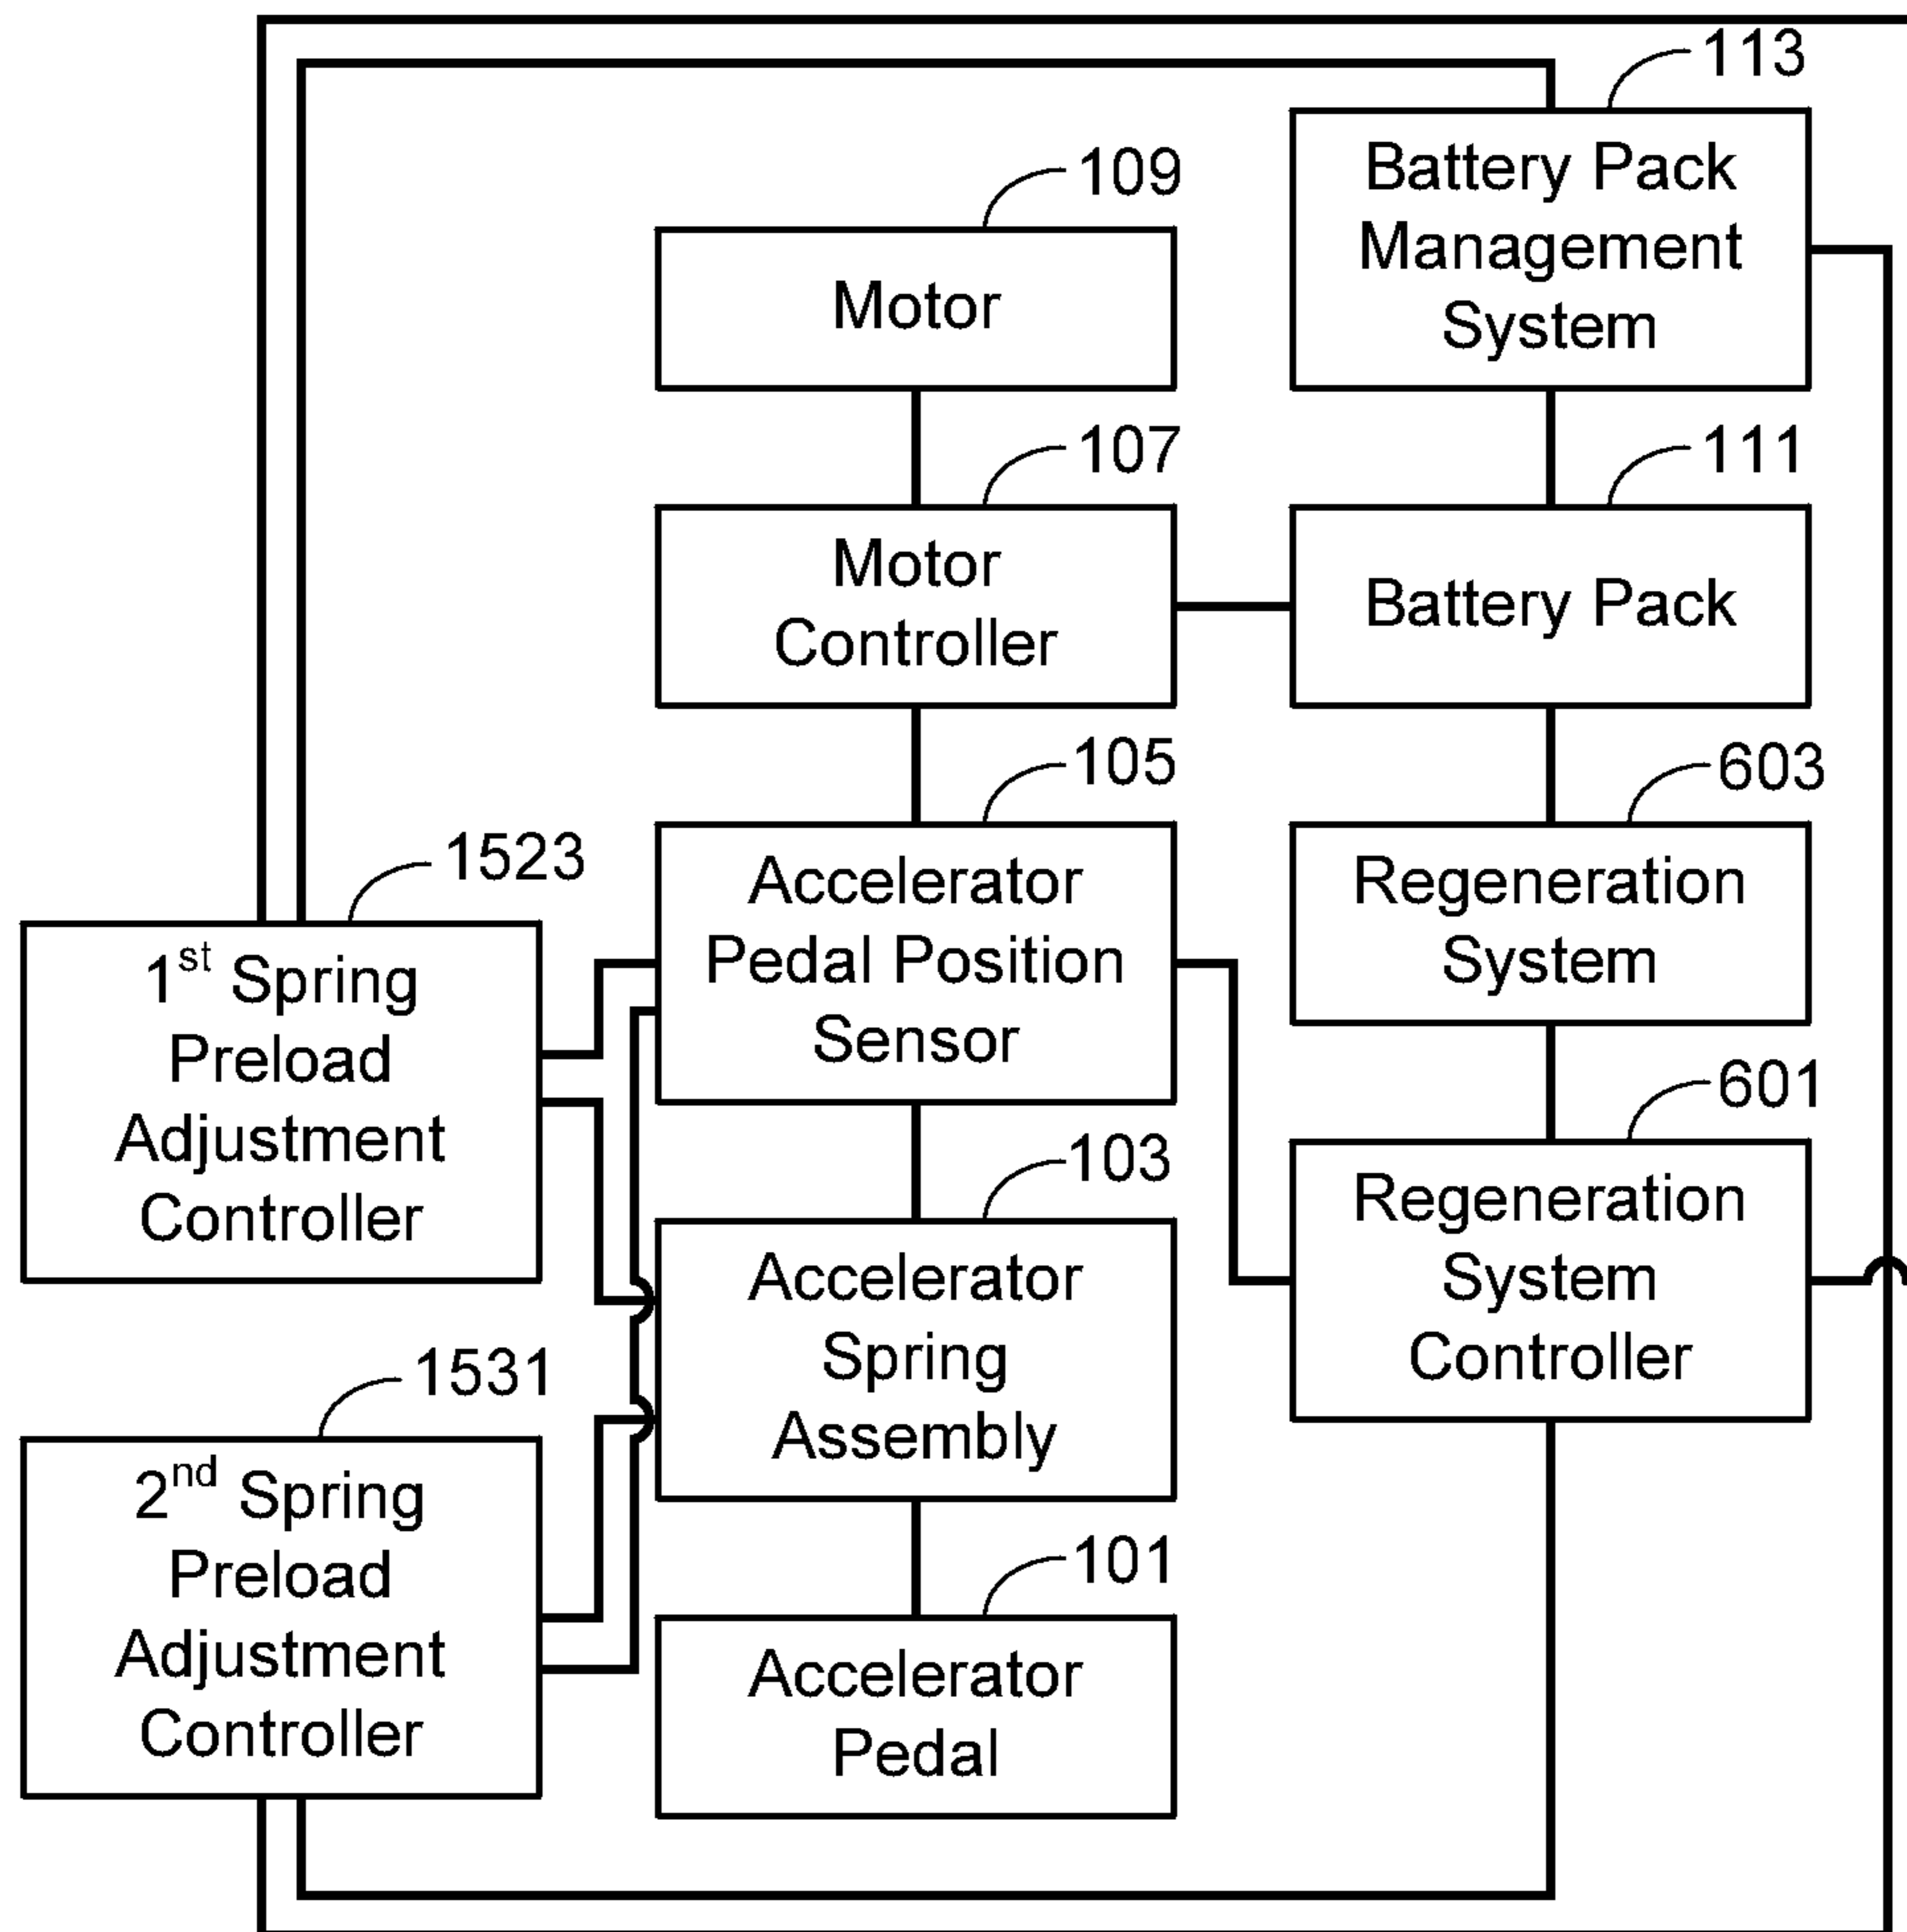 113
Battery Pack
Management
System
109
Motor
107
Motor
Controller
111
Battery Pack
105
Accelerator
Pedal Position
Sensor
603
Regeneration
System
1523
1st Spring
Preload
Adjustment
Controller
103
Accelerator
Spring
Assembly
601
Regeneration
System
Controller
1531
2nd Spring
Preload
Adjustment
Controller
101
Accelerator
Pedal